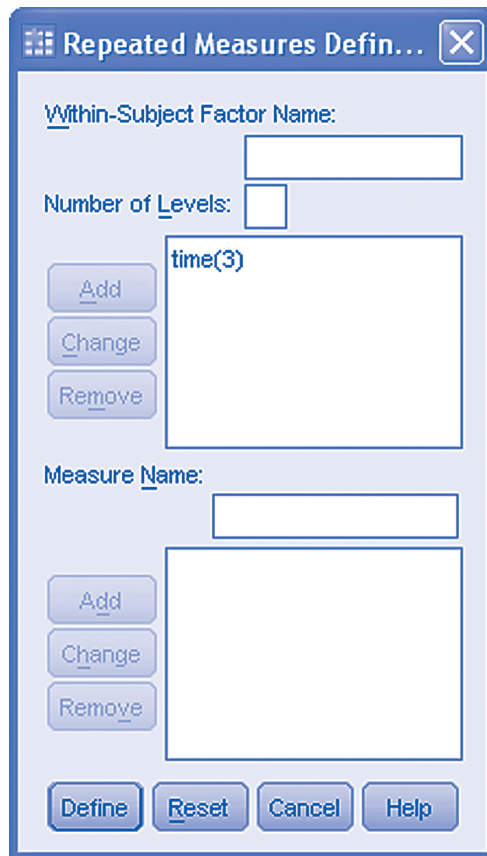 Repeated Measures Defin...
Within-Subject Factor Name:
Number of Levels:
time(3)
Add
Change
Remove
Measure Name:
Add
Change
Remove
Define Reset Cancel Help